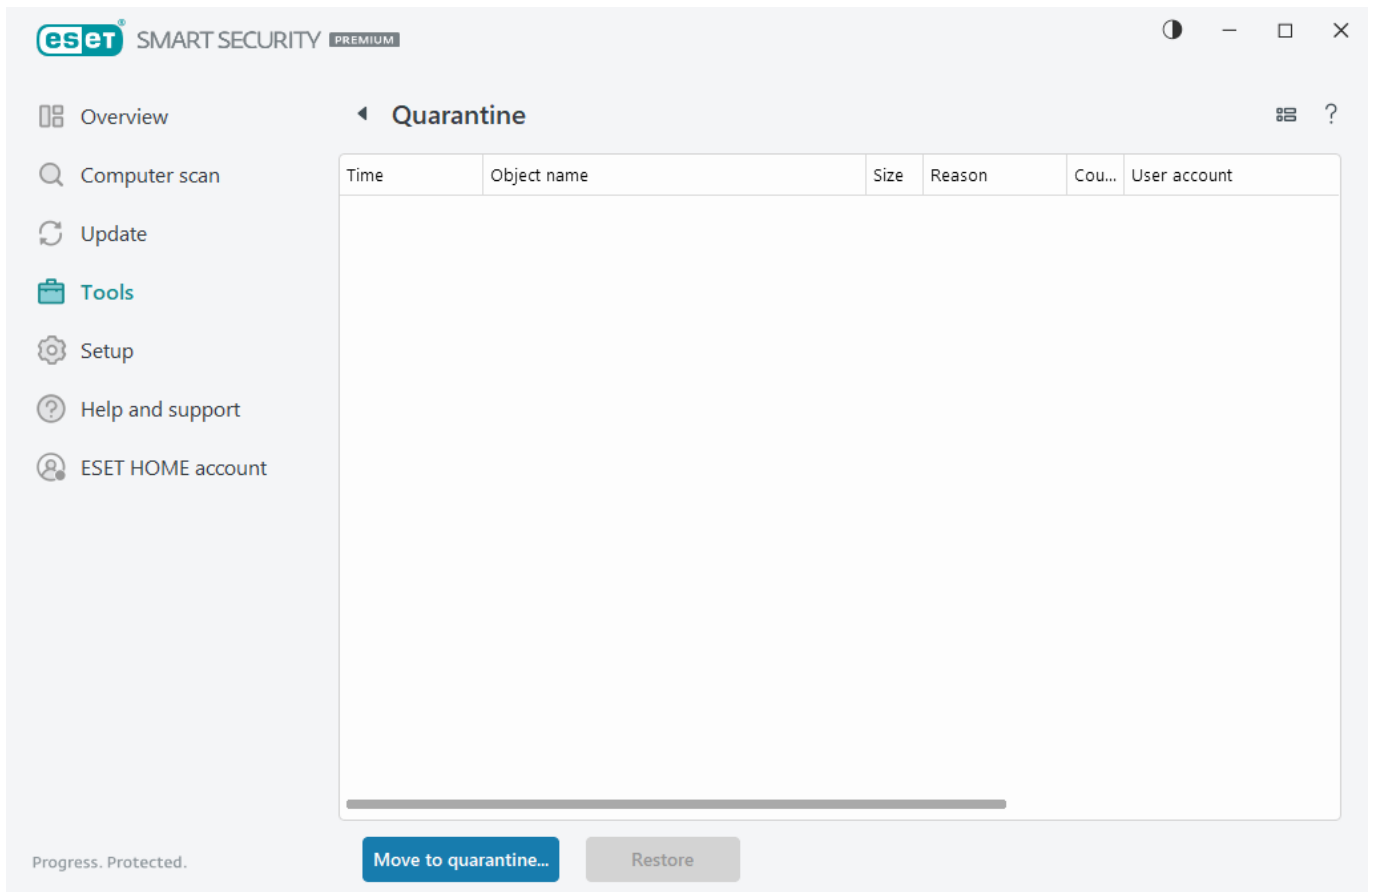 eseT® SMART SECURITY PREMIUM
Overview
Computer scan
Update
Tools
Setup
Help and support
ESET HOME account
Progress. Protected.
Quarantine
?
Time Object name Size Reason Cou... User account
Move to quarantine... Restore